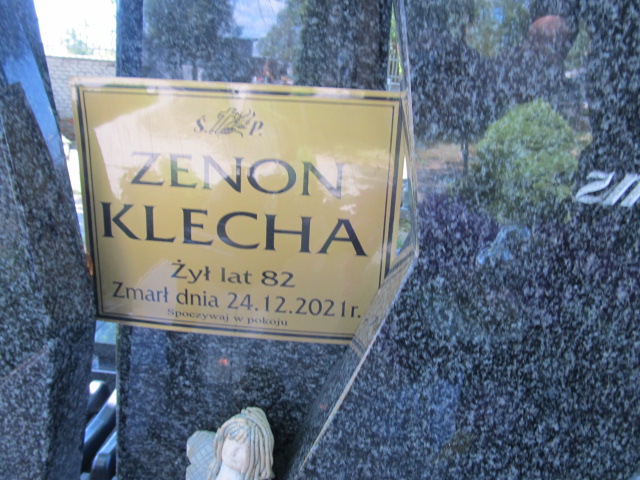 Ś. P.
ZENON
KLECHA
Żył lat 82
Zmarł dnia 24.12.2021r.
Spoczywaj w pokoju